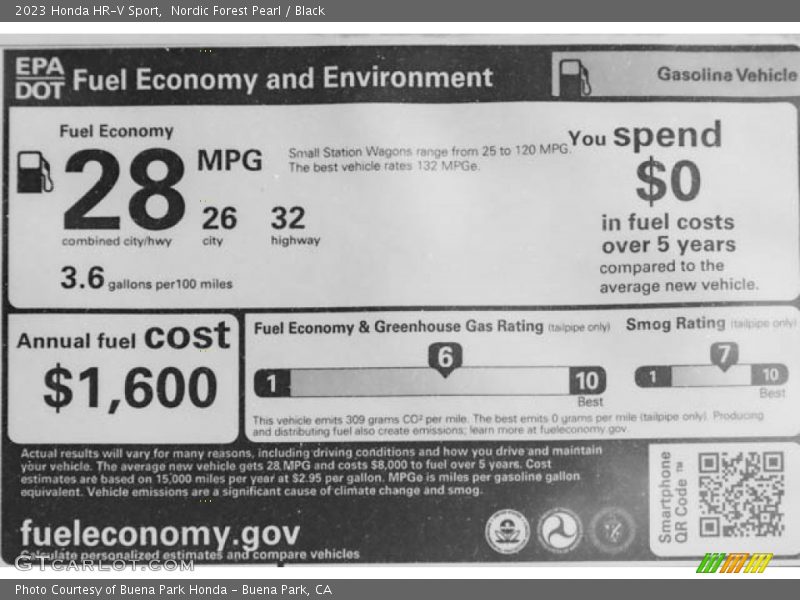 2023 Honda HR-V Sport, Nordic Forest Pearl / Black
EPA
DOT
Fuel Economy and Environment
Gasoline Vehicle
Fuel Economy
28
MPG
combined city/hwy
26
city
32
highway
3.6 gallons per 100 miles
Small Station Wagons range from 25 to 120 MPG.
The best vehicle rates 132 MPGe.
You spend
$0
in fuel costs
over 5 years
compared to the
average new vehicle.
Annual fuel cost
$1,600
Fuel Economy & Greenhouse Gas Rating (tailpipe only)
6
1
10
Best
Smog Rating (tailpipe only)
7
1
10
Best
This vehicle emits 309 grams CO² per mile. The best emits 0 grams per mile (tailpipe only). Producing
and distributing fuel also create emissions; learn more at fueleconomy.gov.
Actual results will vary for many reasons, including driving conditions and how you drive and maintain
your vehicle. The average new vehicle gets 28 MPG and costs $8,000 to fuel over 5 years. Cost
estimates are based on 15,000 miles per year at $2.95 per gallon. MPGe is miles per gasoline gallon
equivalent. Vehicle emissions are a significant cause of climate change and smog.
fueleconomy.gov
Calculate personalized estimates and compare vehicles
Smartphone
QR Code ™
GTCARLOT.COM
Photo Courtesy of Buena Park Honda - Buena Park, CA